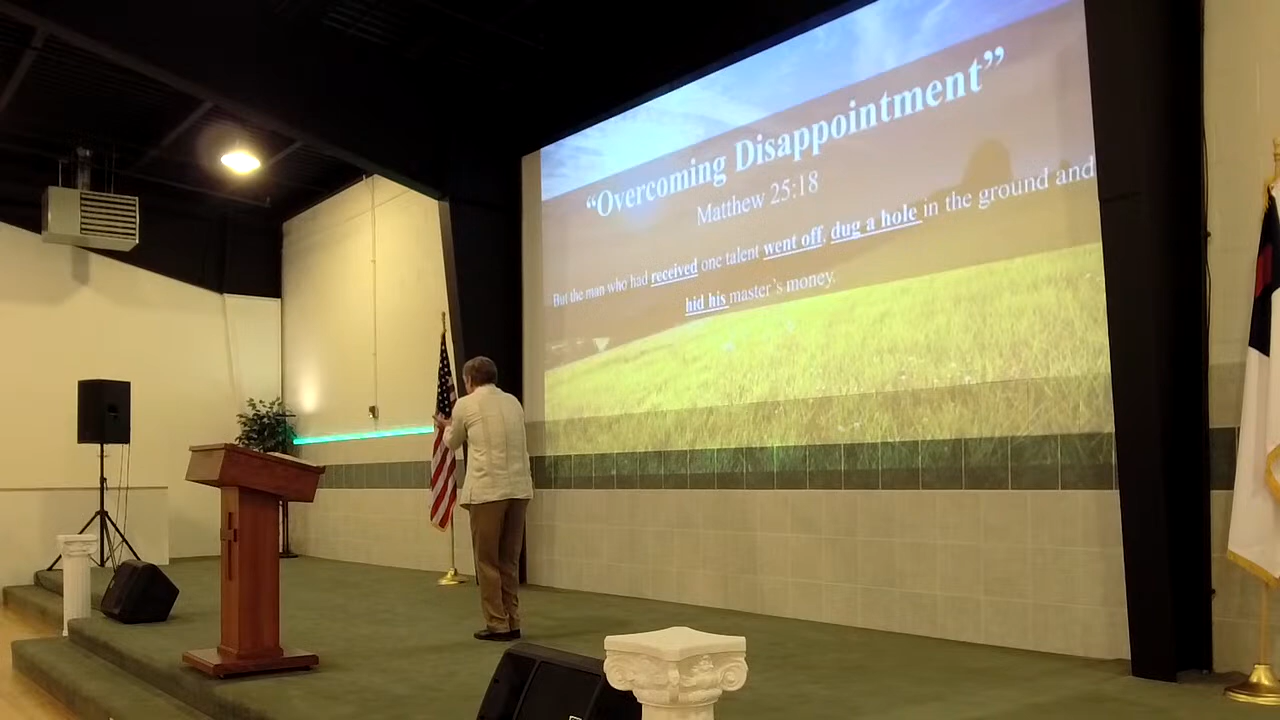 “Overcoming Disappointment”
Matthew 25:18
But the man who had received one talent went off, dug a hole in the ground and
hid his master’s money.